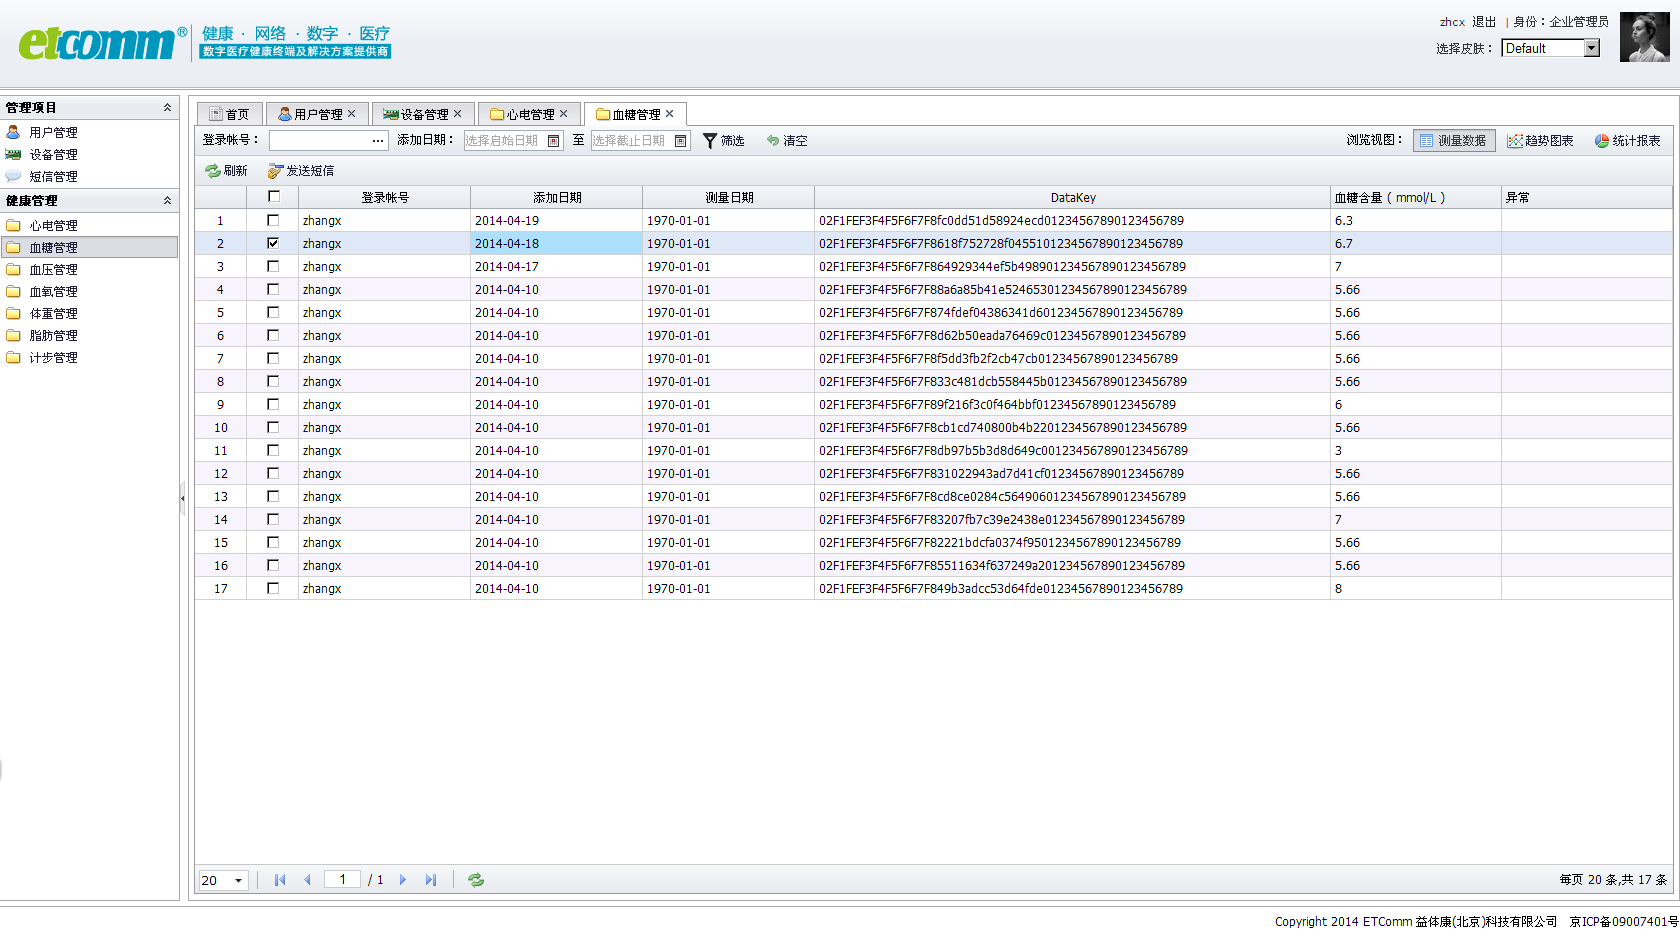 etcomm®
健康 · 网络 · 数字 · 医疗
数字医疗健康终端及解决方案提供商
zhcx 退出 | 身份：企业管理员
选择皮肤： Default
管理项目
用户管理
设备管理
短信管理
健康管理
心电管理
血糖管理
血压管理
血氧管理
体重管理
脂肪管理
计步管理
首页 用户管理 设备管理 心电管理 血糖管理
登录帐号： 添加日期： 选择启始日期 至 选择截止日期 筛选 清空 浏览视图： 测量数据 趋势图表 统计报表
刷新 发送短信
登录帐号 添加日期 测量日期 DataKey 血糖含量 ( mmol/L ) 异常
1 zhangx 2014-04-19 1970-01-01 02F1FEF3F4F5F6F7F8fc0dd51d58924ecd01234567890123456789 6.3
2 zhangx 2014-04-18 1970-01-01 02F1FEF3F4F5F6F7F8618f752728f0455101234567890123456789 6.7
3 zhangx 2014-04-17 1970-01-01 02F1FEF3F4F5F6F7F864929344ef5b498901234567890123456789 7
4 zhangx 2014-04-10 1970-01-01 02F1FEF3F4F5F6F7F88a6a85b41e52465301234567890123456789 5.66
5 zhangx 2014-04-10 1970-01-01 02F1FEF3F4F5F6F7F874fdef04386341d601234567890123456789 5.66
6 zhangx 2014-04-10 1970-01-01 02F1FEF3F4F5F6F7F8d62b50eada76469c01234567890123456789 5.66
7 zhangx 2014-04-10 1970-01-01 02F1FEF3F4F5F6F7F8f5dd3fb2f2cb47cb01234567890123456789 5.66
8 zhangx 2014-04-10 1970-01-01 02F1FEF3F4F5F6F7F833c481dcb558445b01234567890123456789 5.66
9 zhangx 2014-04-10 1970-01-01 02F1FEF3F4F5F6F7F89f216f3c0f464bbf01234567890123456789 6
10 zhangx 2014-04-10 1970-01-01 02F1FEF3F4F5F6F7F8cb1cd740800b4b2201234567890123456789 5.66
11 zhangx 2014-04-10 1970-01-01 02F1FEF3F4F5F6F7F8db97b5b3d8d649c001234567890123456789 3
12 zhangx 2014-04-10 1970-01-01 02F1FEF3F4F5F6F7F831022943ad7d41cf01234567890123456789 5.66
13 zhangx 2014-04-10 1970-01-01 02F1FEF3F4F5F6F7F8cd8ce0284c56490601234567890123456789 5.66
14 zhangx 2014-04-10 1970-01-01 02F1FEF3F4F5F6F7F83207fb7c39e2438e01234567890123456789 7
15 zhangx 2014-04-10 1970-01-01 02F1FEF3F4F5F6F7F82221bdcfa0374f9501234567890123456789 5.66
16 zhangx 2014-04-10 1970-01-01 02F1FEF3F4F5F6F7F85511634f637249a201234567890123456789 5.66
17 zhangx 2014-04-10 1970-01-01 02F1FEF3F4F5F6F7F849b3adcc53d64fde01234567890123456789 8
20 1 / 1 每页 20 条,共 17 条
Copyright 2014 ETComm 益体康(北京)科技有限公司 京ICP备09007401号